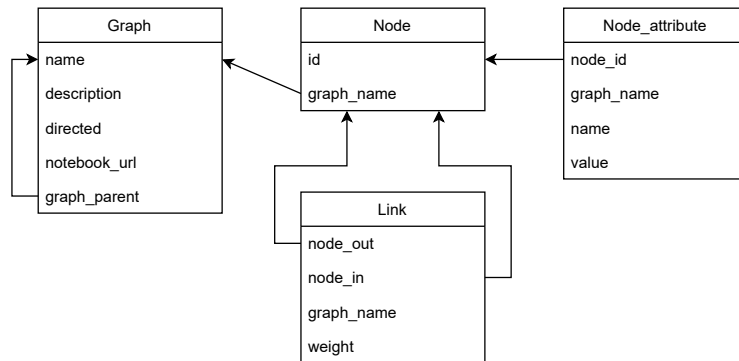 Graph
name
description
directed
notebook_url
graph_parent
Node
id
graph_name
Node_attribute
node_id
graph_name
name
value
Link
node_out
node_in
graph_name
weight